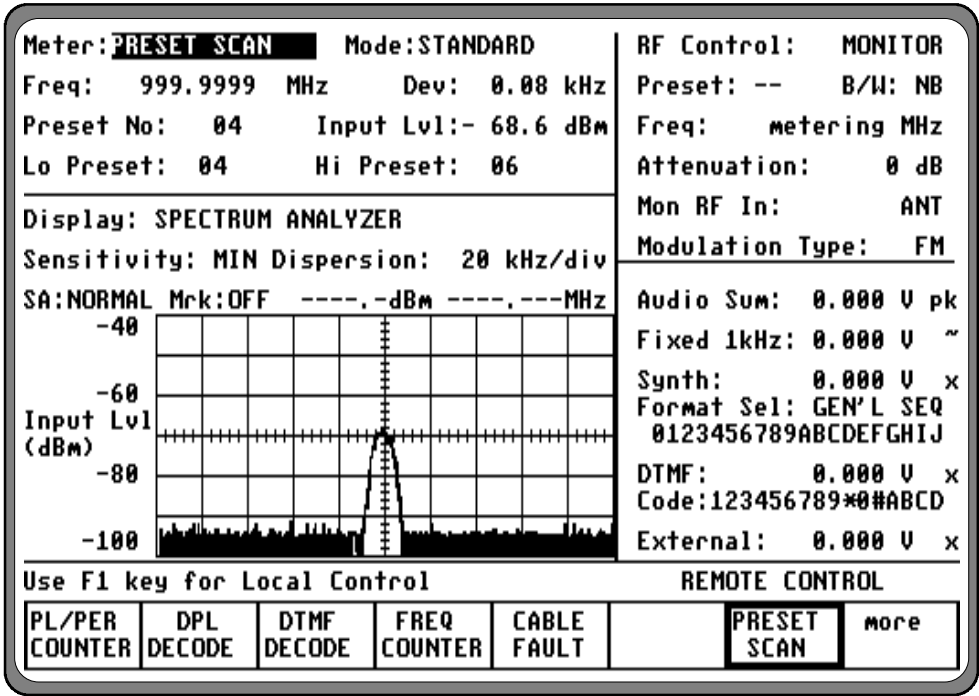 Meter:PRESET SCAN Mode:STANDARD
Freq: 999.9999 MHz Dev: 0.08 kHz
Preset No: 04 Input Lvl:- 68.6 dBm
Lo Preset: 04 Hi Preset: 06
Display: SPECTRUM ANALYZER
Sensitivity: MIN Dispersion: 20 kHz/div
SA:NORMAL Mrk:OFF ----.-dBm ----.---MHz
-40
-60
Input Lvl
(dBm)
-80
-100
RF Control: MONITOR
Preset: -- B/W: NB
Freq: metering MHz
Attenuation: 0 dB
Mon RF In: ANT
Modulation Type: FM
Audio Sum: 0.000 V pk
Fixed 1kHz: 0.000 V ~
Synth: 0.000 V x
Format Sel: GEN'L SEQ
0123456789ABCDEFGHIJ
DTMF: 0.000 V x
Code:123456789*0#ABCD
External: 0.000 V x
Use F1 key for Local Control REMOTE CONTROL
PL/PER COUNTER
DPL DECODE
DTMF DECODE
FREQ COUNTER
CABLE FAULT
PRESET SCAN
more